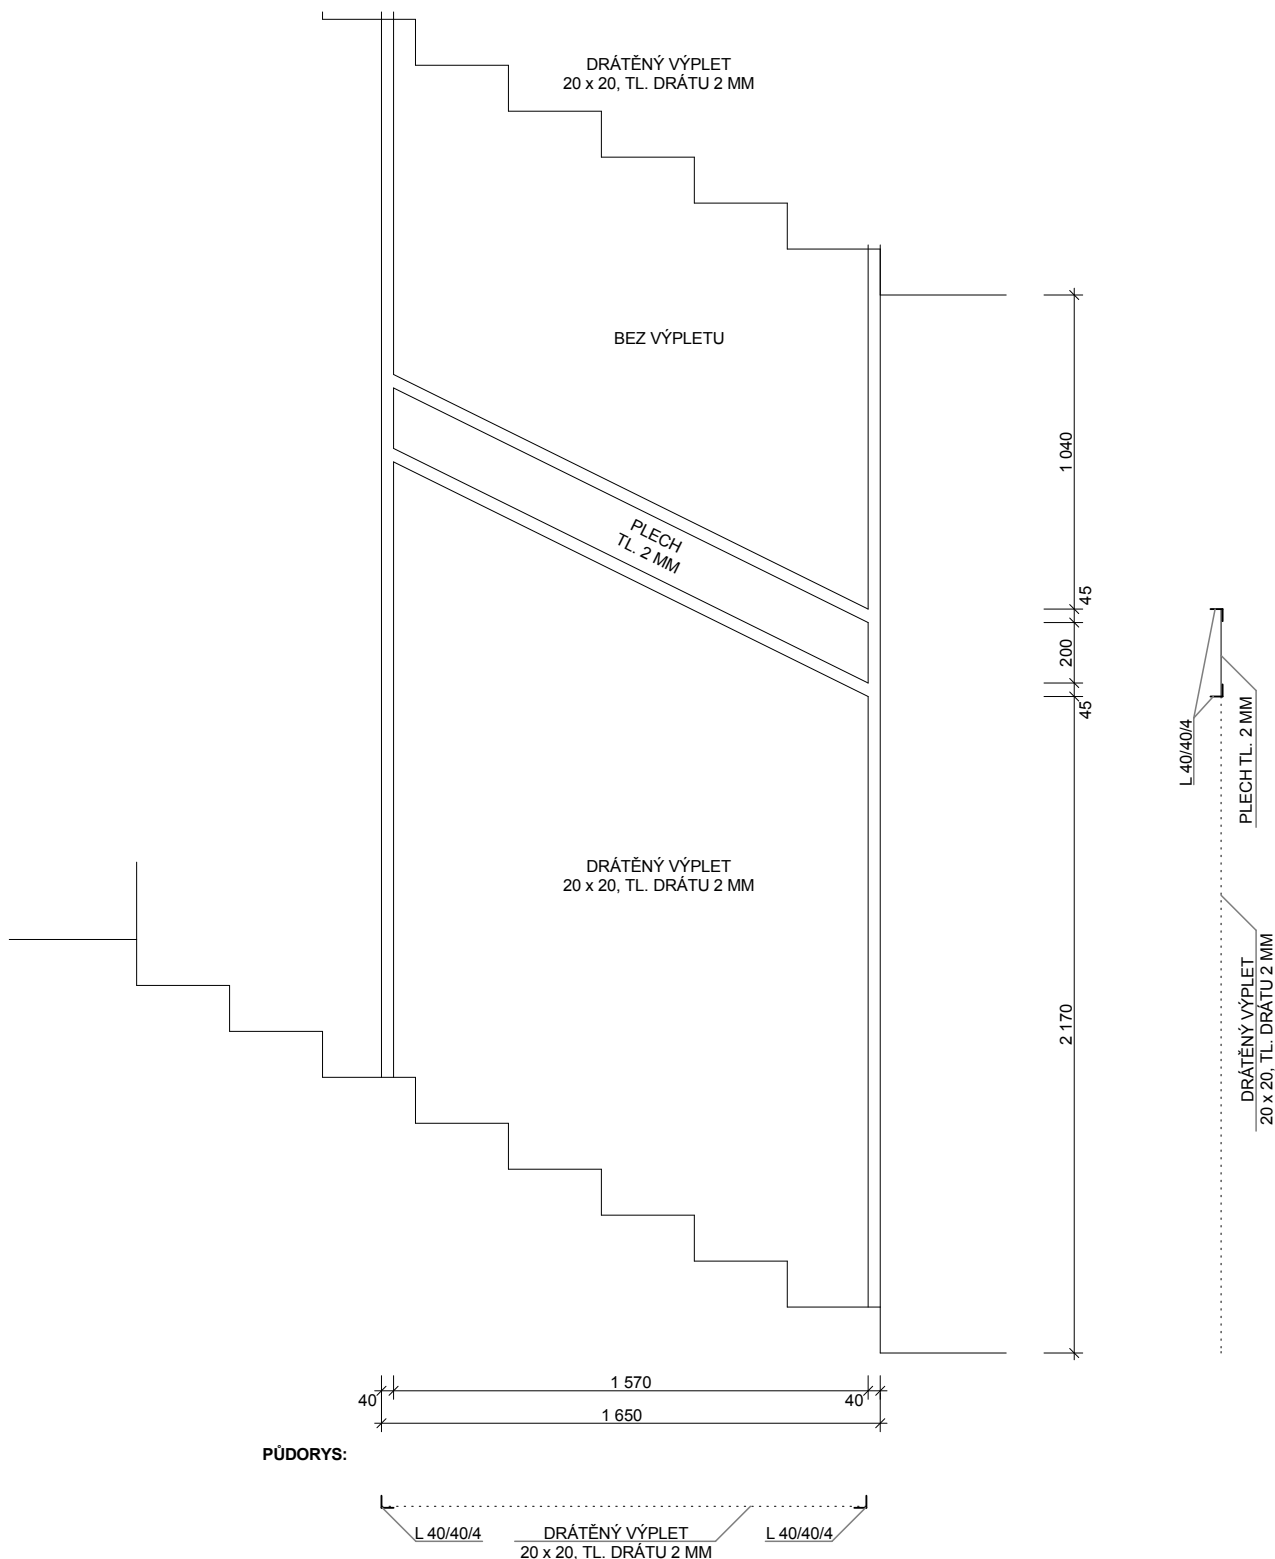 DRÁTĚNÝ VÝPLET
20 x 20, TL. DRÁTU 2 MM
BEZ VÝPLETU
PLECH
TL. 2 MM
DRÁTĚNÝ VÝPLET
20 x 20, TL. DRÁTU 2 MM
1 040
45
200
45
2 170
L 40/40/4
PLECH TL. 2 MM
DRÁTĚNÝ VÝPLET
20 x 20, TL. DRÁTU 2 MM
40
1 570
40
1 650
PŮDORYS:
L 40/40/4
DRÁTĚNÝ VÝPLET
20 x 20, TL. DRÁTU 2 MM
L 40/40/4